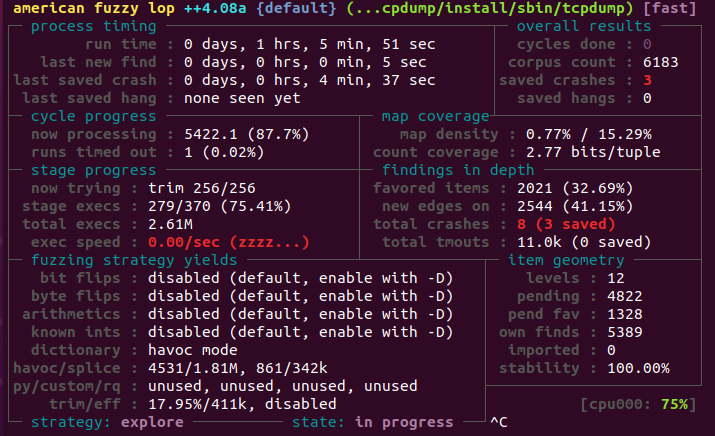 american fuzzy lop ++4.08a {default} (...cpdump/install/sbin/tcpdump) [fast]
process timing overall results
run time : 0 days, 1 hrs, 5 min, 51 sec cycles done : 0
last new find : 0 days, 0 hrs, 0 min, 5 sec corpus count : 6183
last saved crash : 0 days, 0 hrs, 4 min, 37 sec saved crashes : 3
last saved hang : none seen yet saved hangs : 0
cycle progress map coverage
now processing : 5422.1 (87.7%) map density : 0.77% / 15.29%
runs timed out : 1 (0.02%) count coverage : 2.77 bits/tuple
stage progress findings in depth
now trying : trim 256/256 favored items : 2021 (32.69%)
stage execs : 279/370 (75.41%) new edges on : 2544 (41.15%)
total execs : 2.61M total crashes : 8 (3 saved)
exec speed : 0.00/sec (zzzz...) total tmouts : 11.0k (0 saved)
fuzzing strategy yields item geometry
bit flips : disabled (default, enable with -D) levels : 12
byte flips : disabled (default, enable with -D) pending : 4822
arithmetics : disabled (default, enable with -D) pend fav : 1328
known ints : disabled (default, enable with -D) own finds : 5389
dictionary : havoc mode imported : 0
havoc/splice : 4531/1.81M, 861/342k stability : 100.00%
py/custom/rq : unused, unused, unused, unused
trim/eff : 17.95%/411k, disabled [cpu000: 75%]
strategy: explore state: in progress ^C